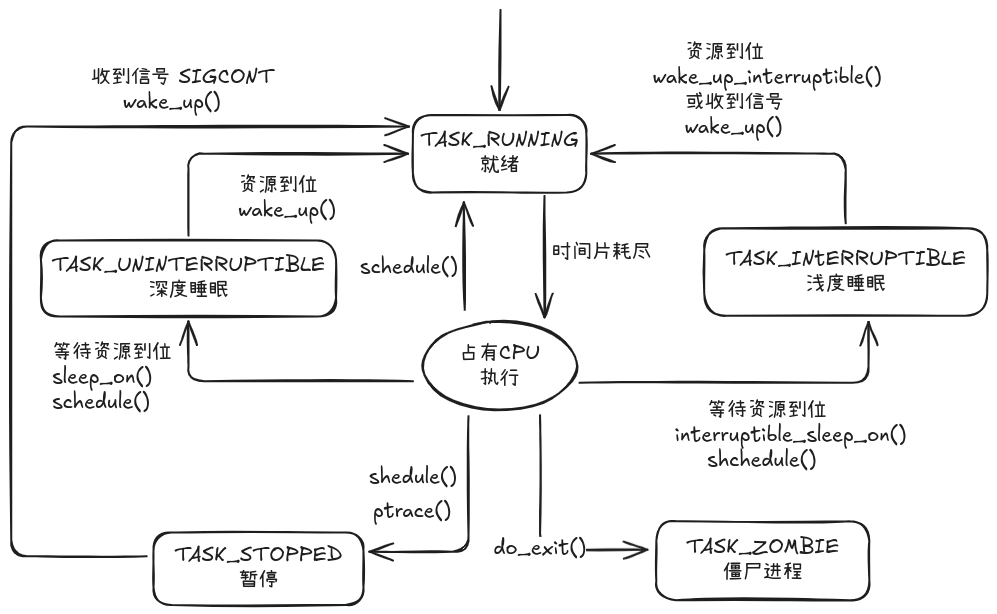 收到信号 SIGCONT
wake_up()
资源到位
wake_up_interruptible()
或收到信号
wake_up()
TASK_RUNNING
就绪
资源到位
wake_up()
TASK_UNINTERRUPTIBLE
深度睡眠
schedule()
时间片耗尽
TASK_INtERRUPTIBLE
浅度睡眠
占有CPU
执行
等待资源到位
sleep_on()
schedule()
等待资源到位
interruptible_sleep_on()
shchedule()
shedule()
ptrace()
TASK_STOPPED
暂停
do_exit()
TASK_ZOMBIE
僵尸进程